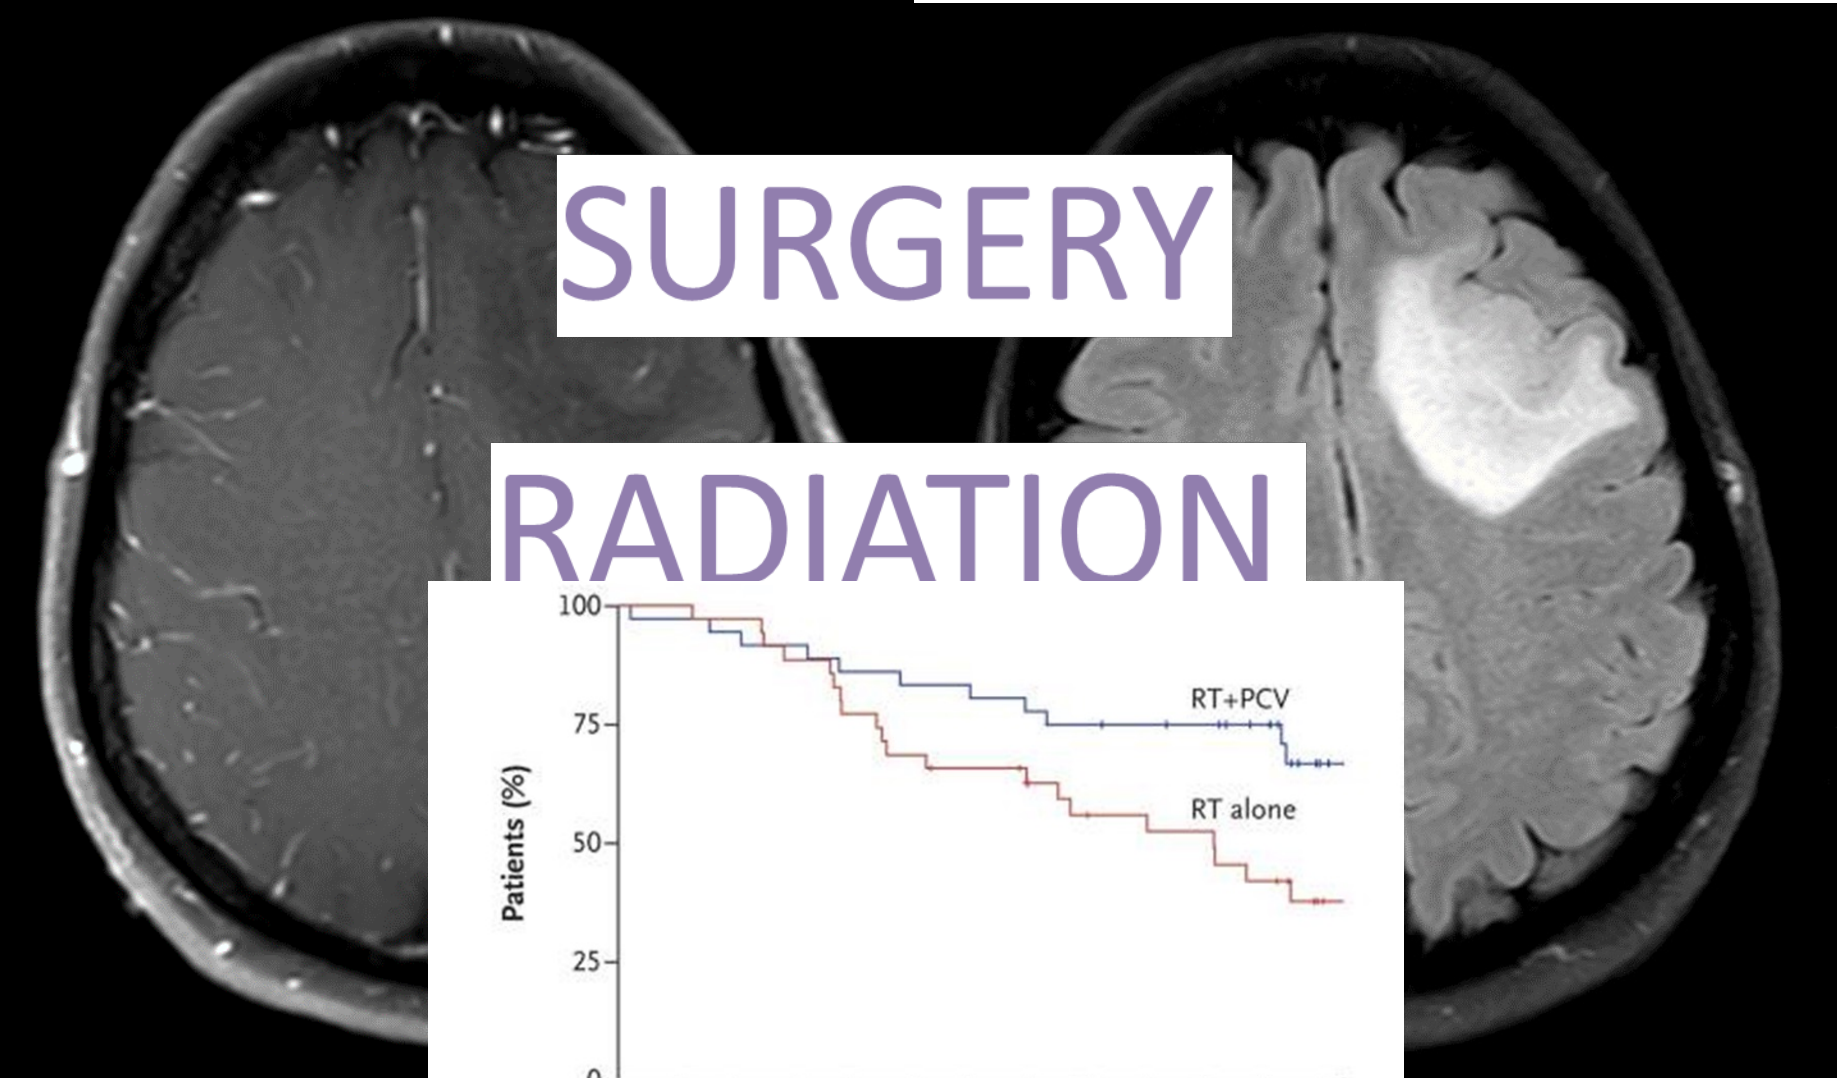 SURGERY
RADIATION
100
RT+PCV
75
RT alone
50
Patients (%)
25
0